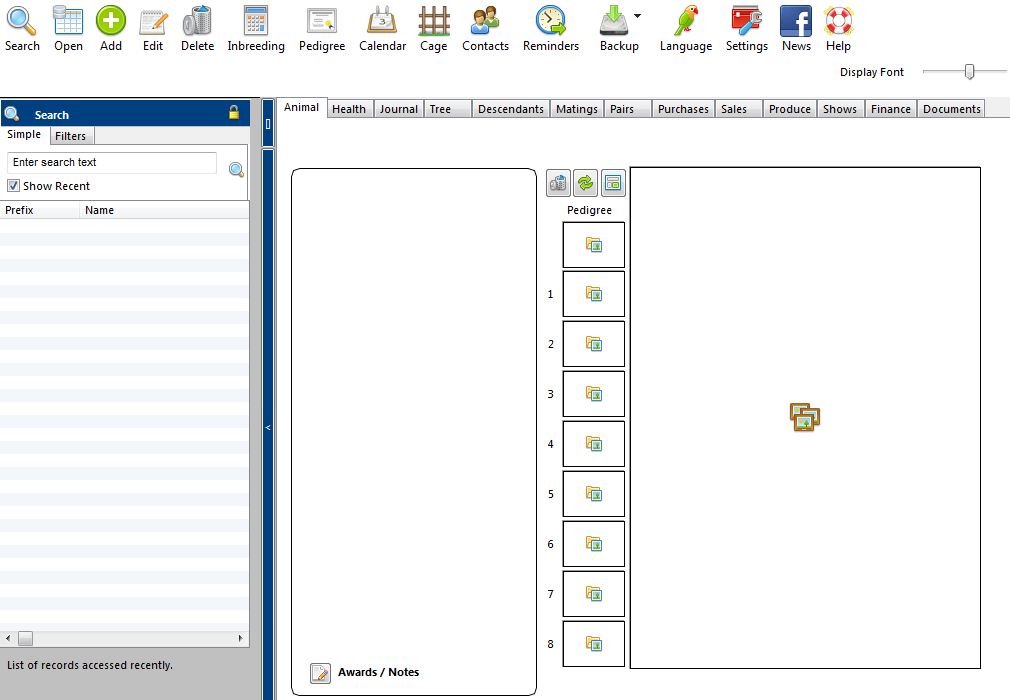 Search Open Add Edit Delete Inbreeding Pedigree Calendar Cage Contacts Reminders Backup Language Settings News Help
Display Font
Search
Simple Filters
Enter search text
Show Recent
Prefix Name
List of records accessed recently.
Animal Health Journal Tree Descendants Matings Pairs Purchases Sales Produce Shows Finance Documents
Pedigree
1
2
3
4
5
6
7
8
Awards / Notes